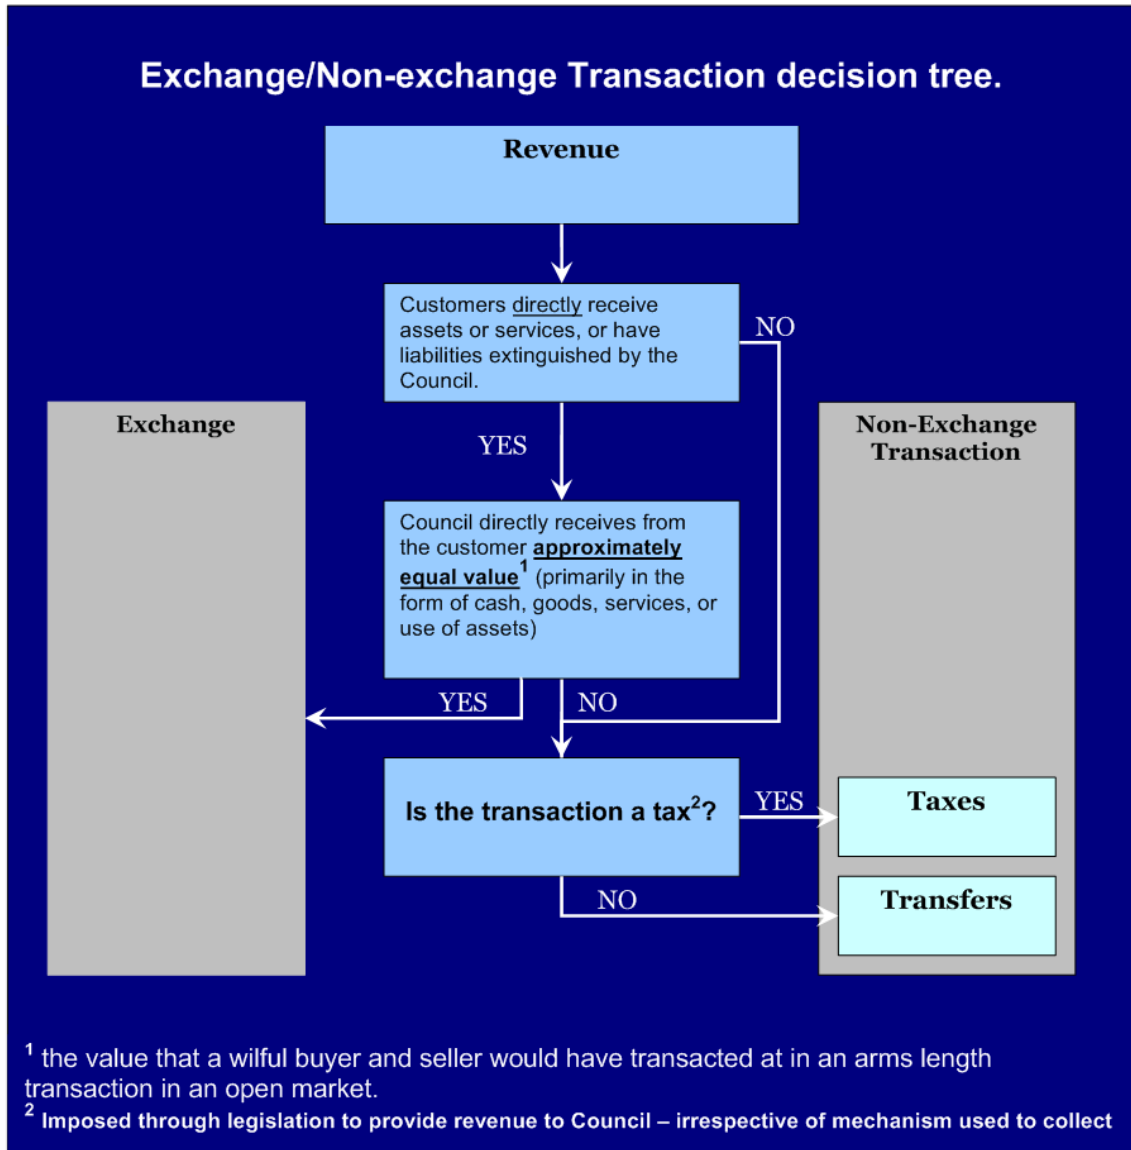 Exchange/Non-exchange Transaction decision tree.
Revenue
Customers directly receive
assets or services, or have
liabilities extinguished by the
Council.
NO
Exchange
YES
Non-Exchange
Transaction
Council directly receives from
the customer approximately
equal value¹ (primarily in the
form of cash, goods, services, or
use of assets)
YES
NO
Is the transaction a tax²?
YES
Taxes
NO
Transfers
¹ the value that a wilful buyer and seller would have transacted at in an arms length
transaction in an open market.
² Imposed through legislation to provide revenue to Council – irrespective of mechanism used to collect